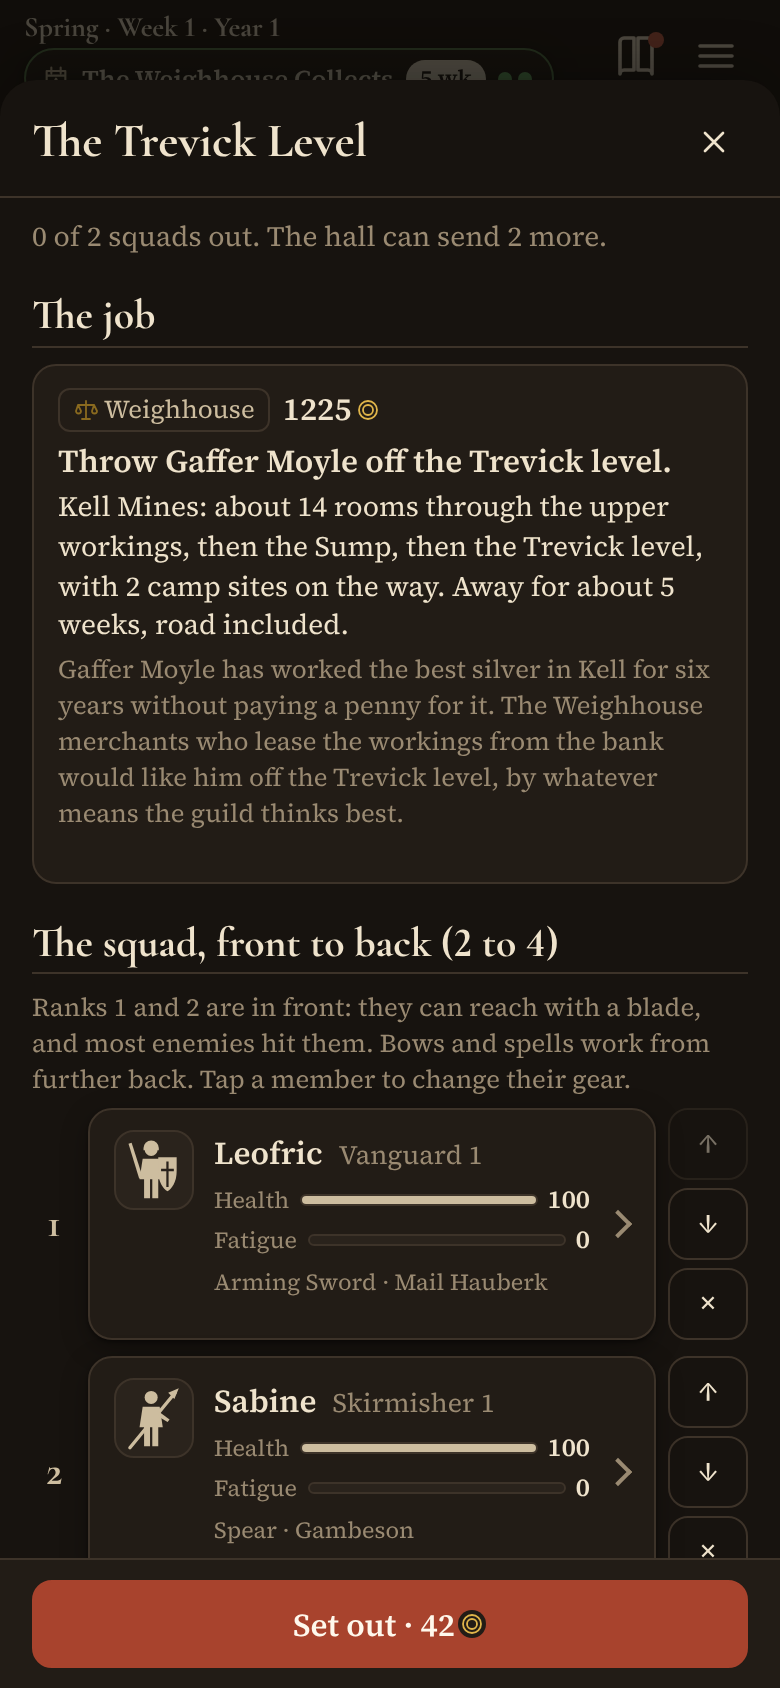 Spring · Week 1 · Year 1
The Weighhouse Collects 5 wk
The Trevick Level
0 of 2 squads out. The hall can send 2 more.
The job
Weighhouse 1225
Throw Gaffer Moyle off the Trevick level.
Kell Mines: about 14 rooms through the upper
workings, then the Sump, then the Trevick level,
with 2 camp sites on the way. Away for about 5
weeks, road included.
Gaffer Moyle has worked the best silver in Kell for six
years without paying a penny for it. The Weighhouse
merchants who lease the workings from the bank
would like him off the Trevick level, by whatever
means the guild thinks best.
The squad, front to back (2 to 4)
Ranks 1 and 2 are in front: they can reach with a blade,
and most enemies hit them. Bows and spells work from
further back. Tap a member to change their gear.
1
Leofric Vanguard 1
Health 100
Fatigue 0
Arming Sword · Mail Hauberk
2
Sabine Skirmisher 1
Health 100
Fatigue 0
Spear · Gambeson
Set out · 42